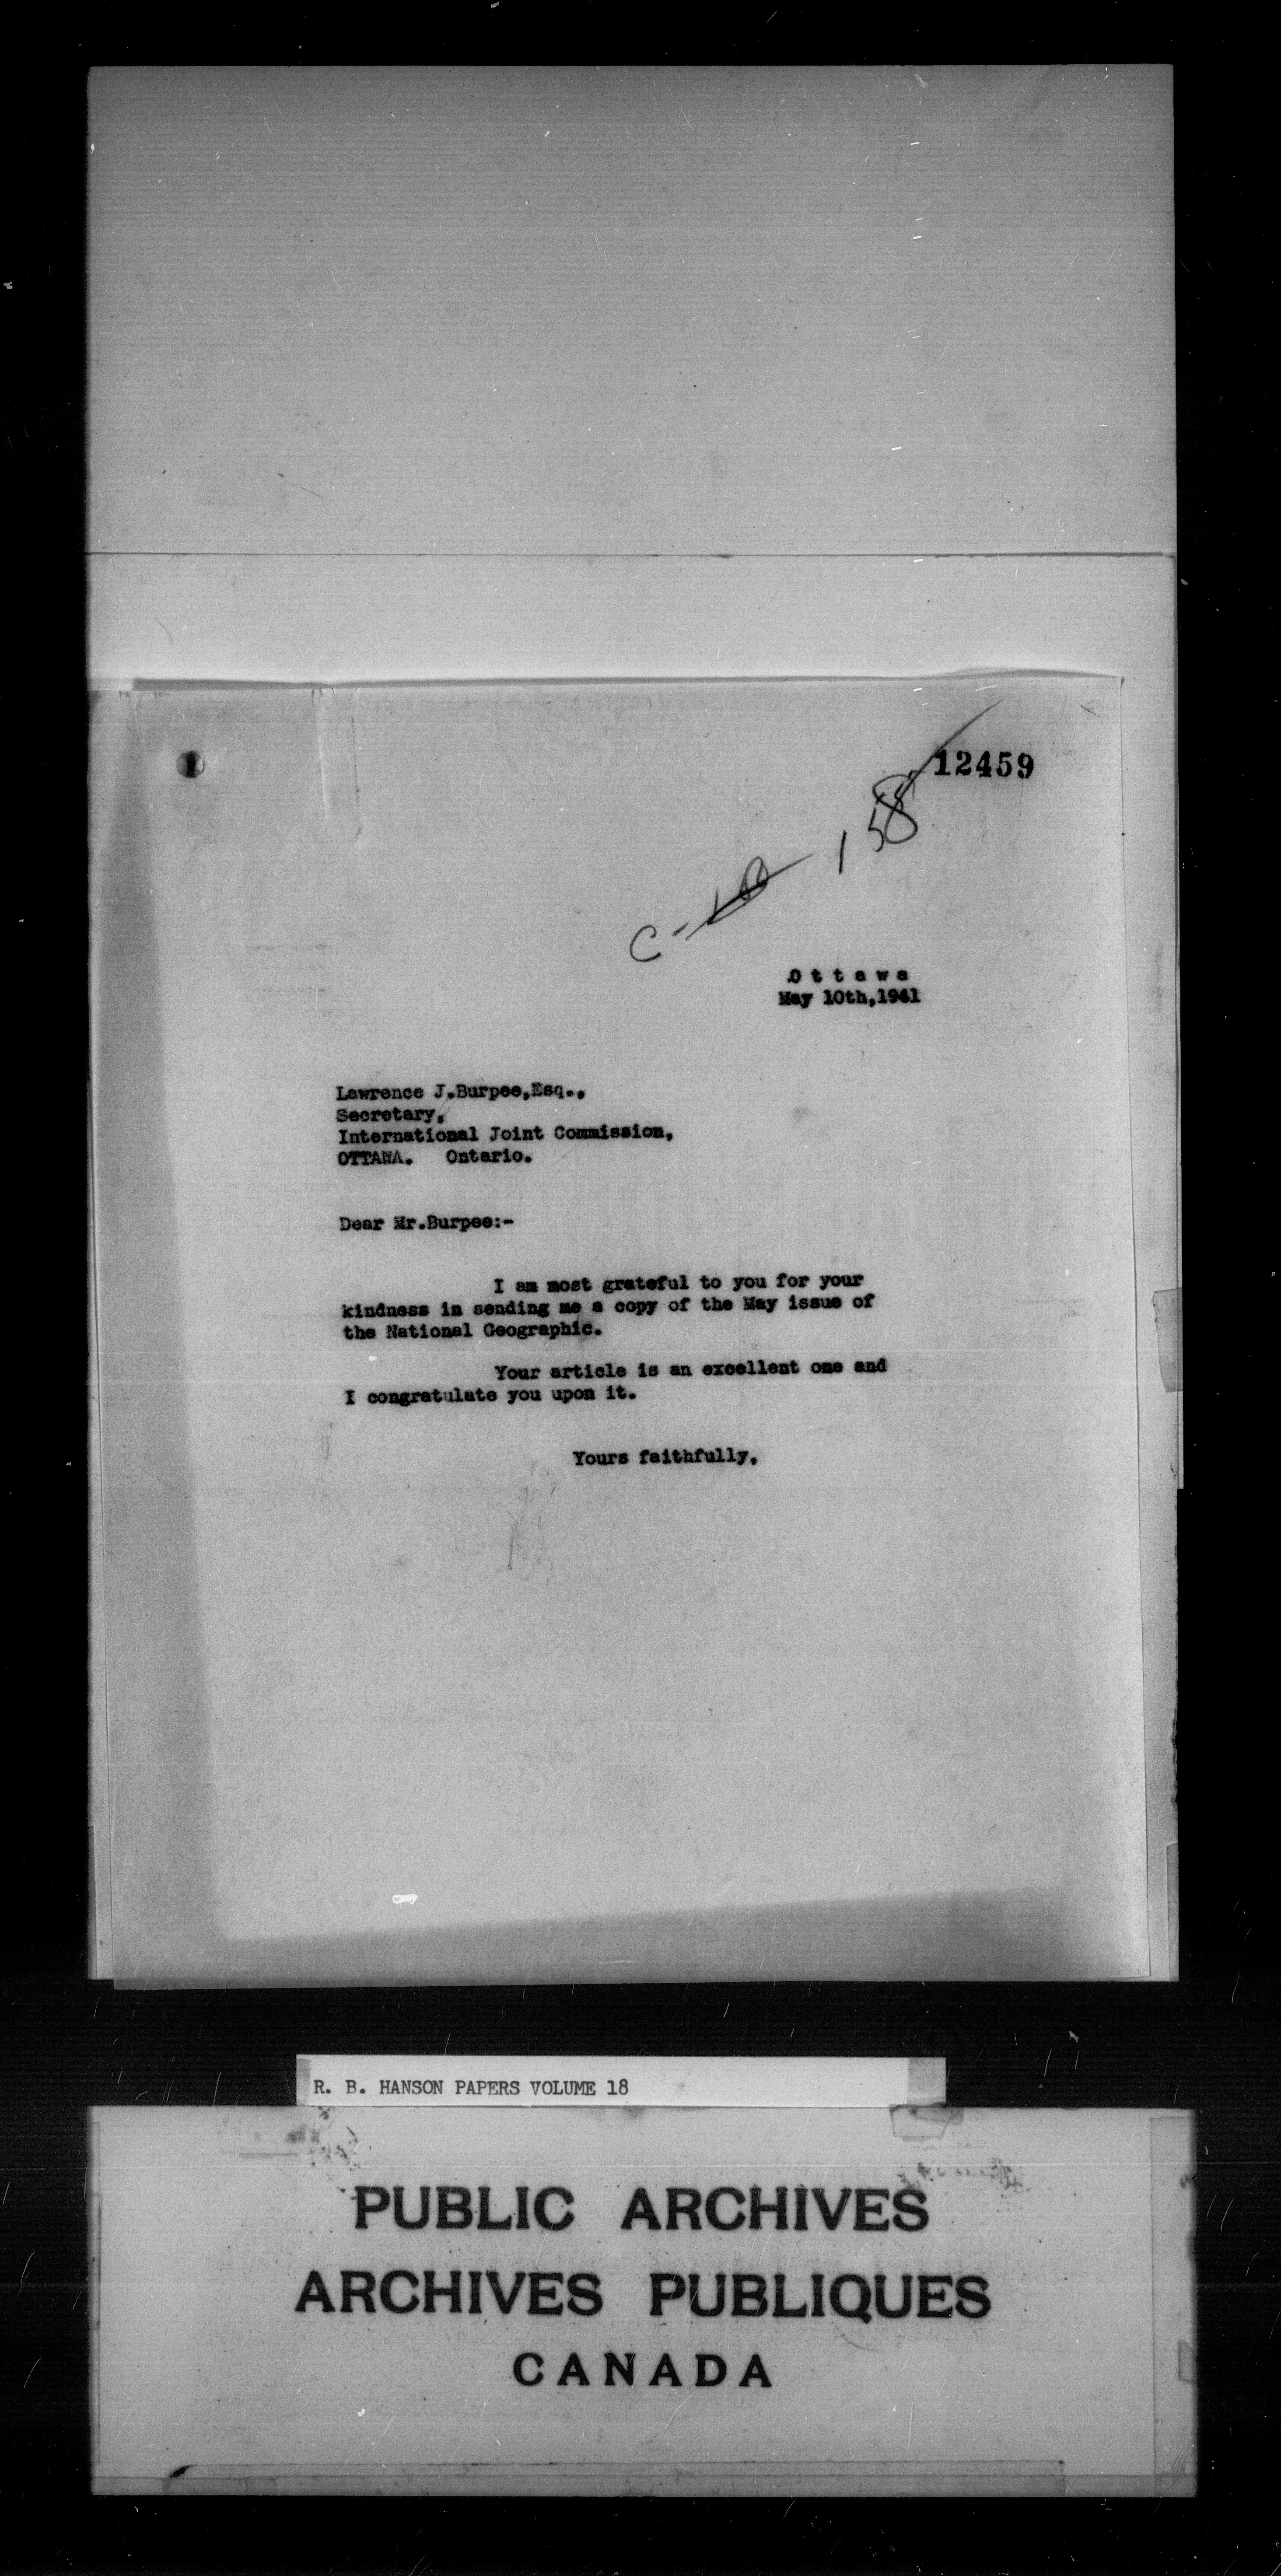 12459
C-10 158
Ottawa
May 10th,1941
Lawrence J.Burpee,Esq.,
Secretary,
International Joint Commission,
OTTAWA. Ontario.
Dear Mr.Burpee:-
I am most grateful to you for your
kindness in sending me a copy of the May issue of
the National Geographic.
Your article is an excellent one and
I congratulate you upon it.
Yours faithfully,
R. B. HANSON PAPERS VOLUME 18
PUBLIC ARCHIVES
ARCHIVES PUBLIQUES
CANADA